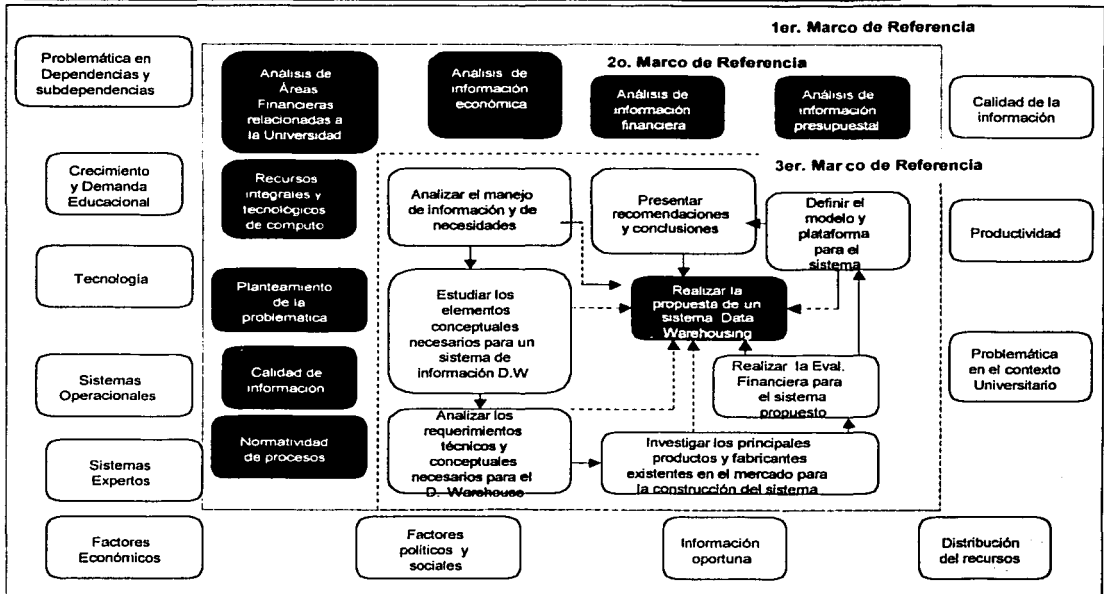 1er. Marco de Referencia
Problemática en
Dependencias y
subdependencias
2o. Marco de Referencia
Análisis de
Áreas
Financieras
relacionadas a
la Universidad
Análisis de
información
económica
Análisis de
información
financiera
Análisis de
información
presupuestal
Calidad de la
información
3er. Marco de Referencia
Crecimiento
y Demanda
Educacional
Recursos
integrales y
tecnológicos
de computo
Analizar el manejo
de información y de
necesidades
Presentar
recomendaciones
y conclusiones
Definir el
modelo y
plataforma
para el
sistema
Productividad
Tecnología
Planteamiento
de la
problemática
Estudiar los
elementos
conceptuales
necesarios para un
sistema de
información D.W
Realizar la
propuesta de un
sistema Data
Warehousing
Sistemas
Operacionales
Calidad de
información
Realizar la Eval.
Financiera para
el sistema
propuesto
Problemática
en el contexto
Universitario
Sistemas
Expertos
Normatividad
de procesos
Analizar los
requerimientos
técnicos y
conceptuales
necesarios para el
D. Warehouse
Investigar los principales
productos y fabricantes
existentes en el mercado para
la construcción del sistema
Factores
Económicos
Factores
políticos y
sociales
Información
oportuna
Distribución
del recursos